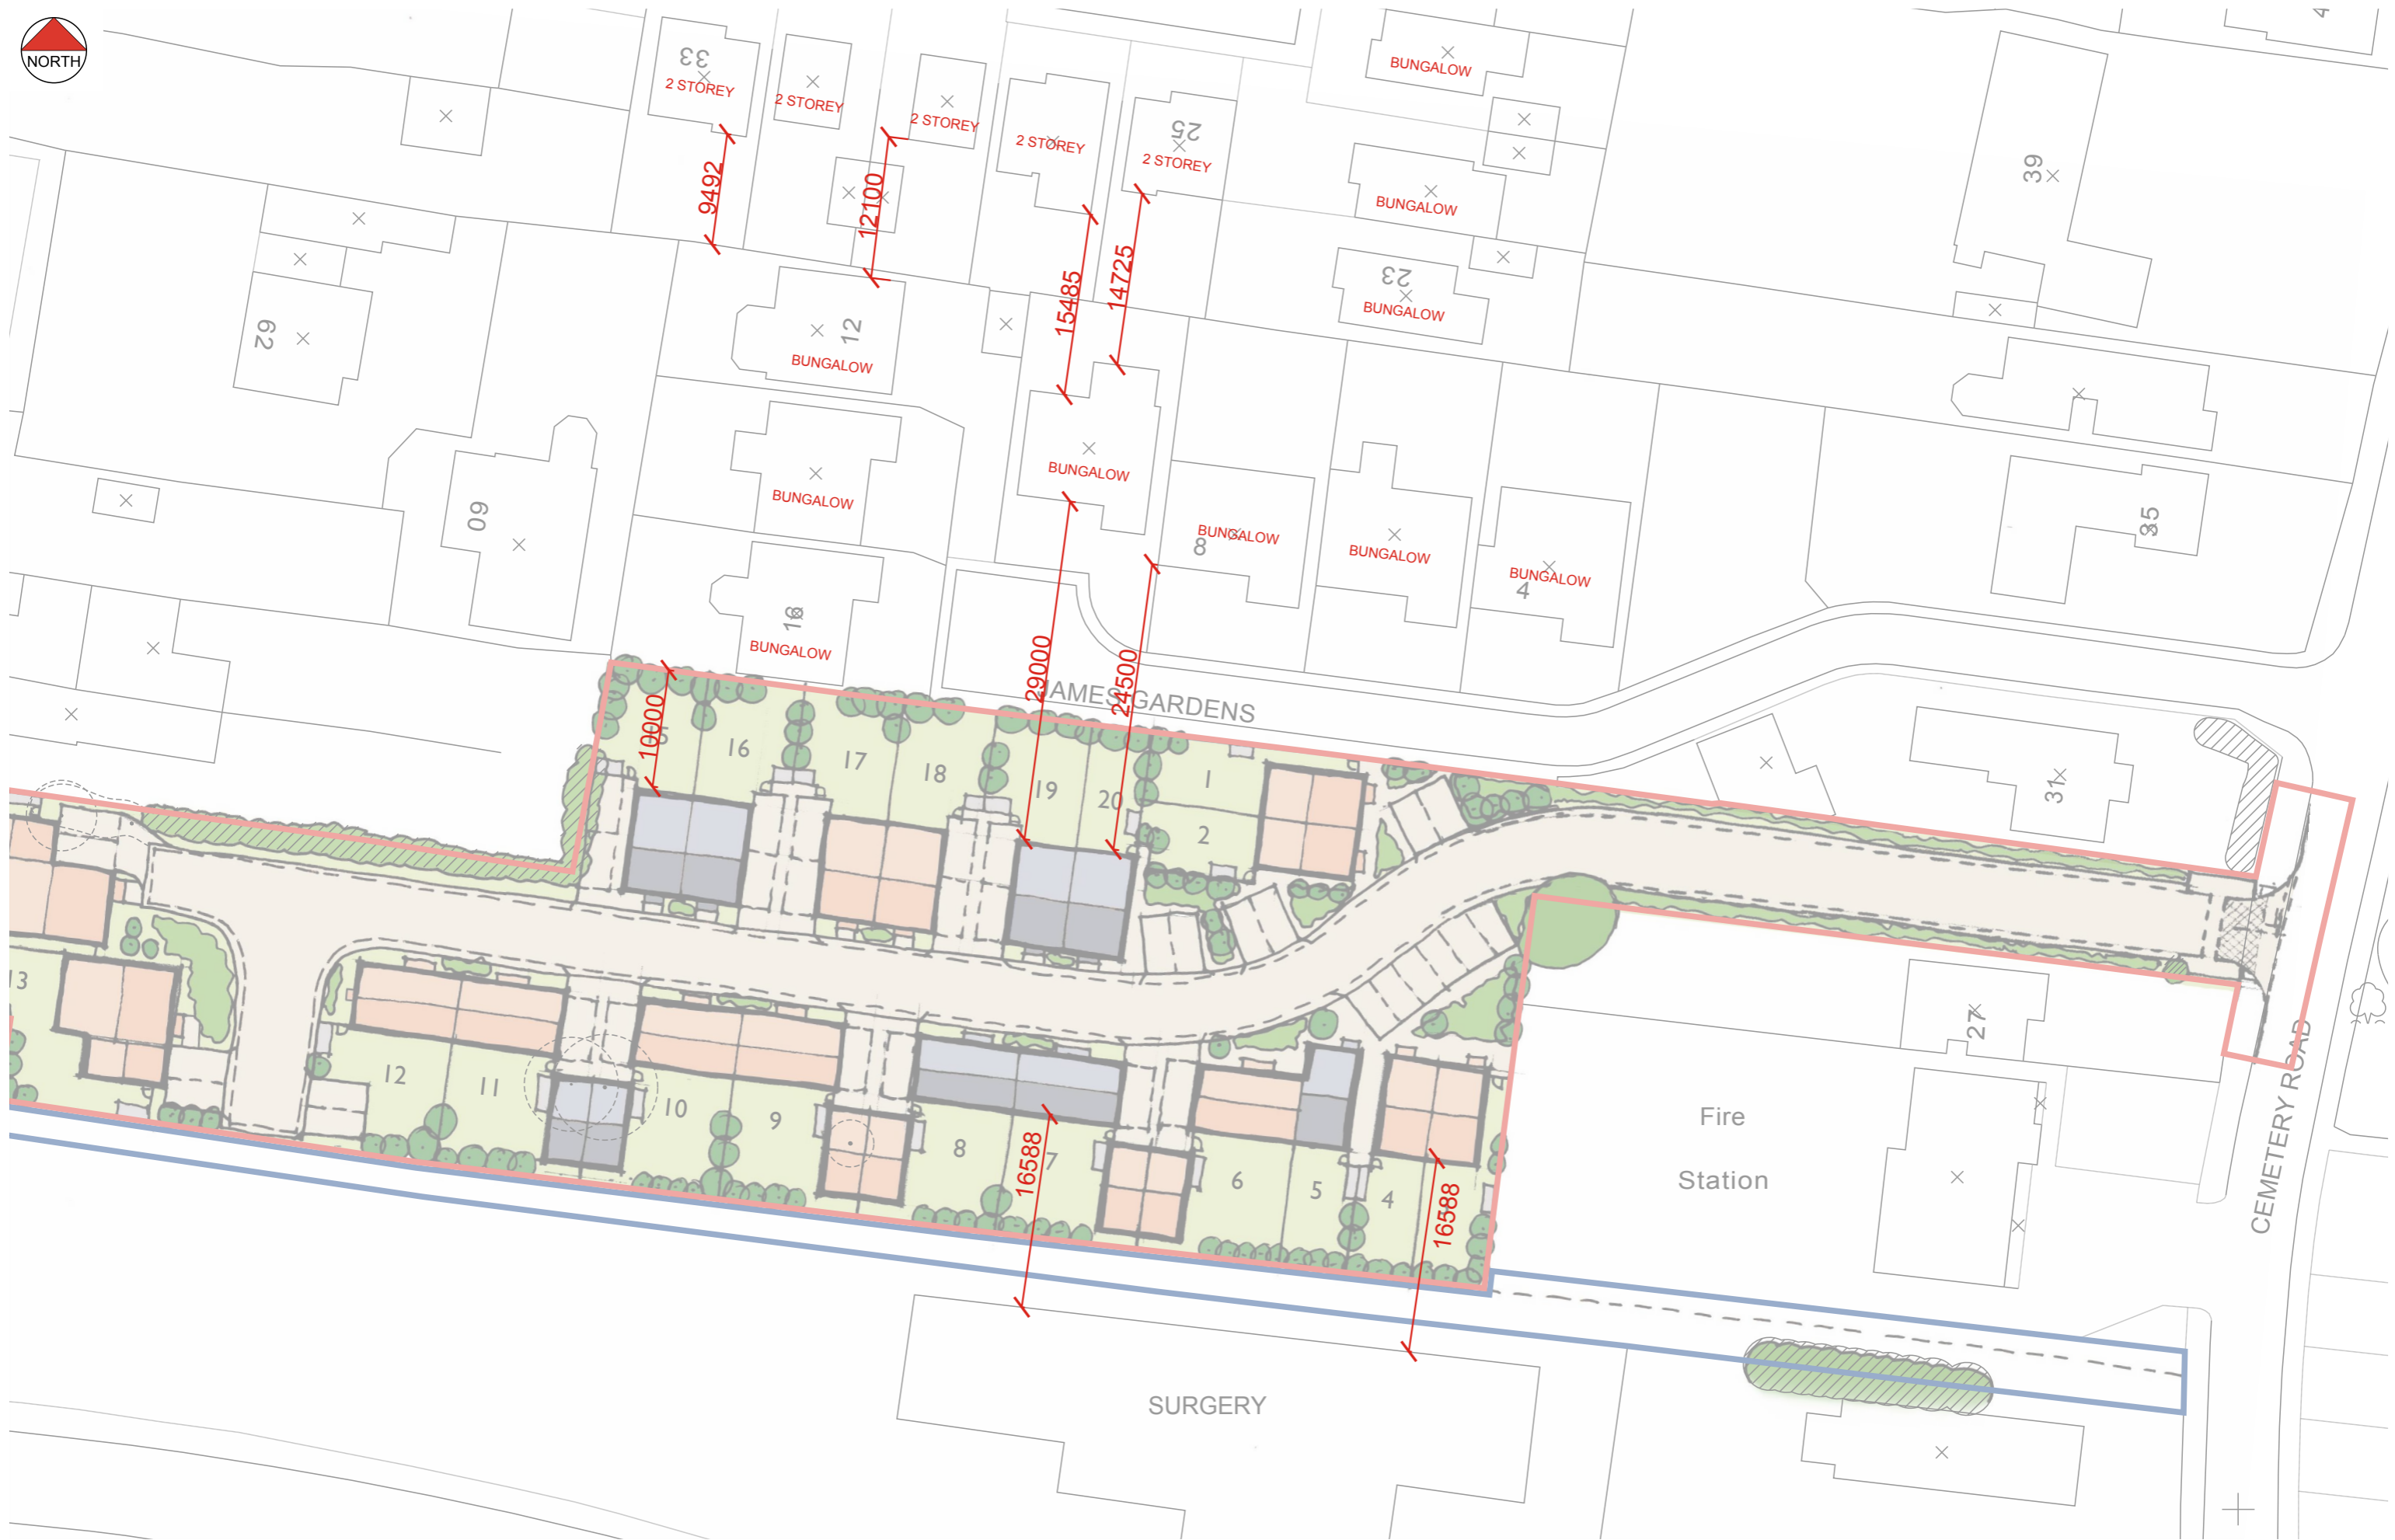 NORTH
33
2 STOREY
2 STOREY
2 STOREY
2 STOREY
25
2 STOREY
BUNGALOW
BUNGALOW
23
BUNGALOW
39
4
9492
12100
15485
14725
62
12
BUNGALOW
60
BUNGALOW
BUNGALOW
BUNGALOW
8
BUNGALOW
BUNGALOW
4
35
BUNGALOW
JAMES GARDENS
10000
29000
24500
16
17
18
19
20
1
2
31
13
12
11
10
9
8
7
6
5
4
16588
16588
27
Fire
Station
CEMETERY ROAD
SURGERY